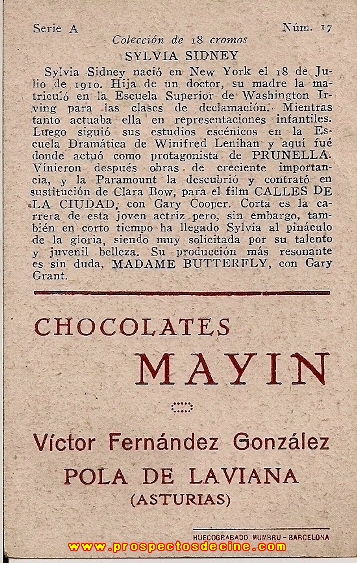 Serie A Núm. 17
Colección de 18 cromos
SYLVIA SIDNEY
Sylvia Sidney nació en New York el 18 de Ju-
lio de 1910. Hija de un doctor, su madre la ma-
triculó en la Escuela Superior de Washington Ir-
ving para las clases de declamación. Mientras
tanto actuaba ella en representaciones infantiles.
Luego siguió sus estudios escénicos en la Es-
cuela Dramática de Winifred Lenihan y aquí fué
donde actuó como protagonista de PRUNELLA.
Vinieron después obras de creciente importan-
cia, y la Paramount la descubrió y contrató en
sustitución de Clara Bow, para el film CALLES DE
LA CIUDAD, con Gary Cooper. Corta es la ca-
rrera de esta joven actriz pero, sin embargo, tam-
bién en corto tiempo ha llegado Sylvia al pináculo
de la gloria, siendo muy solicitada por su talento
y juvenil belleza. Su producción más resonante
es sin duda, MADAME BUTTERFLY, con Gary
Grant.
CHOCOLATES
MAYIN
Víctor Fernández González
POLA DE LAVIANA
(ASTURIAS)
HUECOGRABADO MUMBRU - BARCELONA
www.prospectosdecine.com